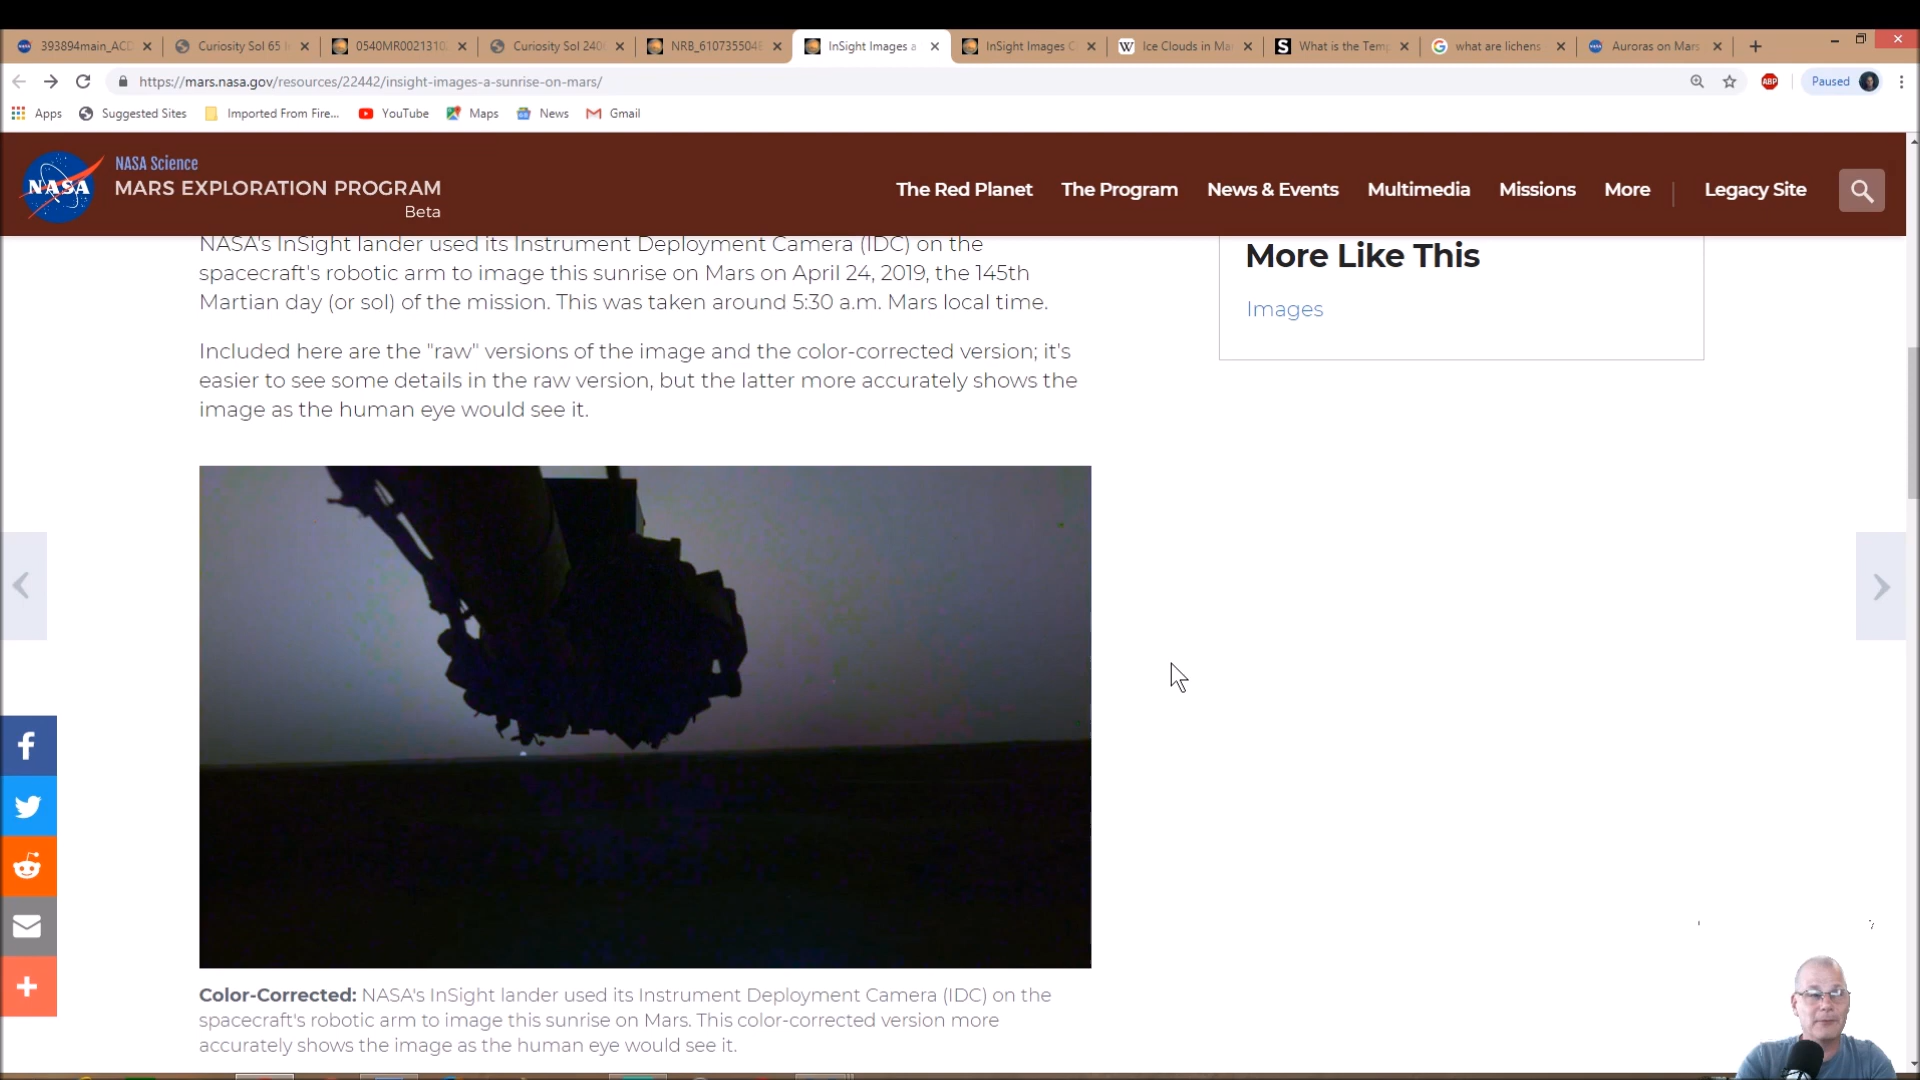 393894main_ACD
Curiosity Sol 65 I
0540MR0021310
Curiosity Sol 2400
NRB_610735504
InSight Images a
InSight Images C
Ice Clouds in Ma
What is the Temp
what are lichens
Auroras on Mars
https://mars.nasa.gov/resources/22442/insight-images-a-sunrise-on-mars/
ABP
Paused
Apps
Suggested Sites
Imported From Fire...
YouTube
Maps
News
Gmail
NASA
NASA Science
MARS EXPLORATION PROGRAM
Beta
The Red Planet
The Program
News & Events
Multimedia
Missions
More
Legacy Site
NASA's InSight lander used its Instrument Deployment Camera (IDC) on the
spacecraft's robotic arm to image this sunrise on Mars on April 24, 2019, the 145th
Martian day (or sol) of the mission. This was taken around 5:30 a.m. Mars local time.
Included here are the "raw" versions of the image and the color-corrected version; it's
easier to see some details in the raw version, but the latter more accurately shows the
image as the human eye would see it.
More Like This
Images
Color-Corrected: NASA's InSight lander used its Instrument Deployment Camera (IDC) on the
spacecraft's robotic arm to image this sunrise on Mars. This color-corrected version more
accurately shows the image as the human eye would see it.